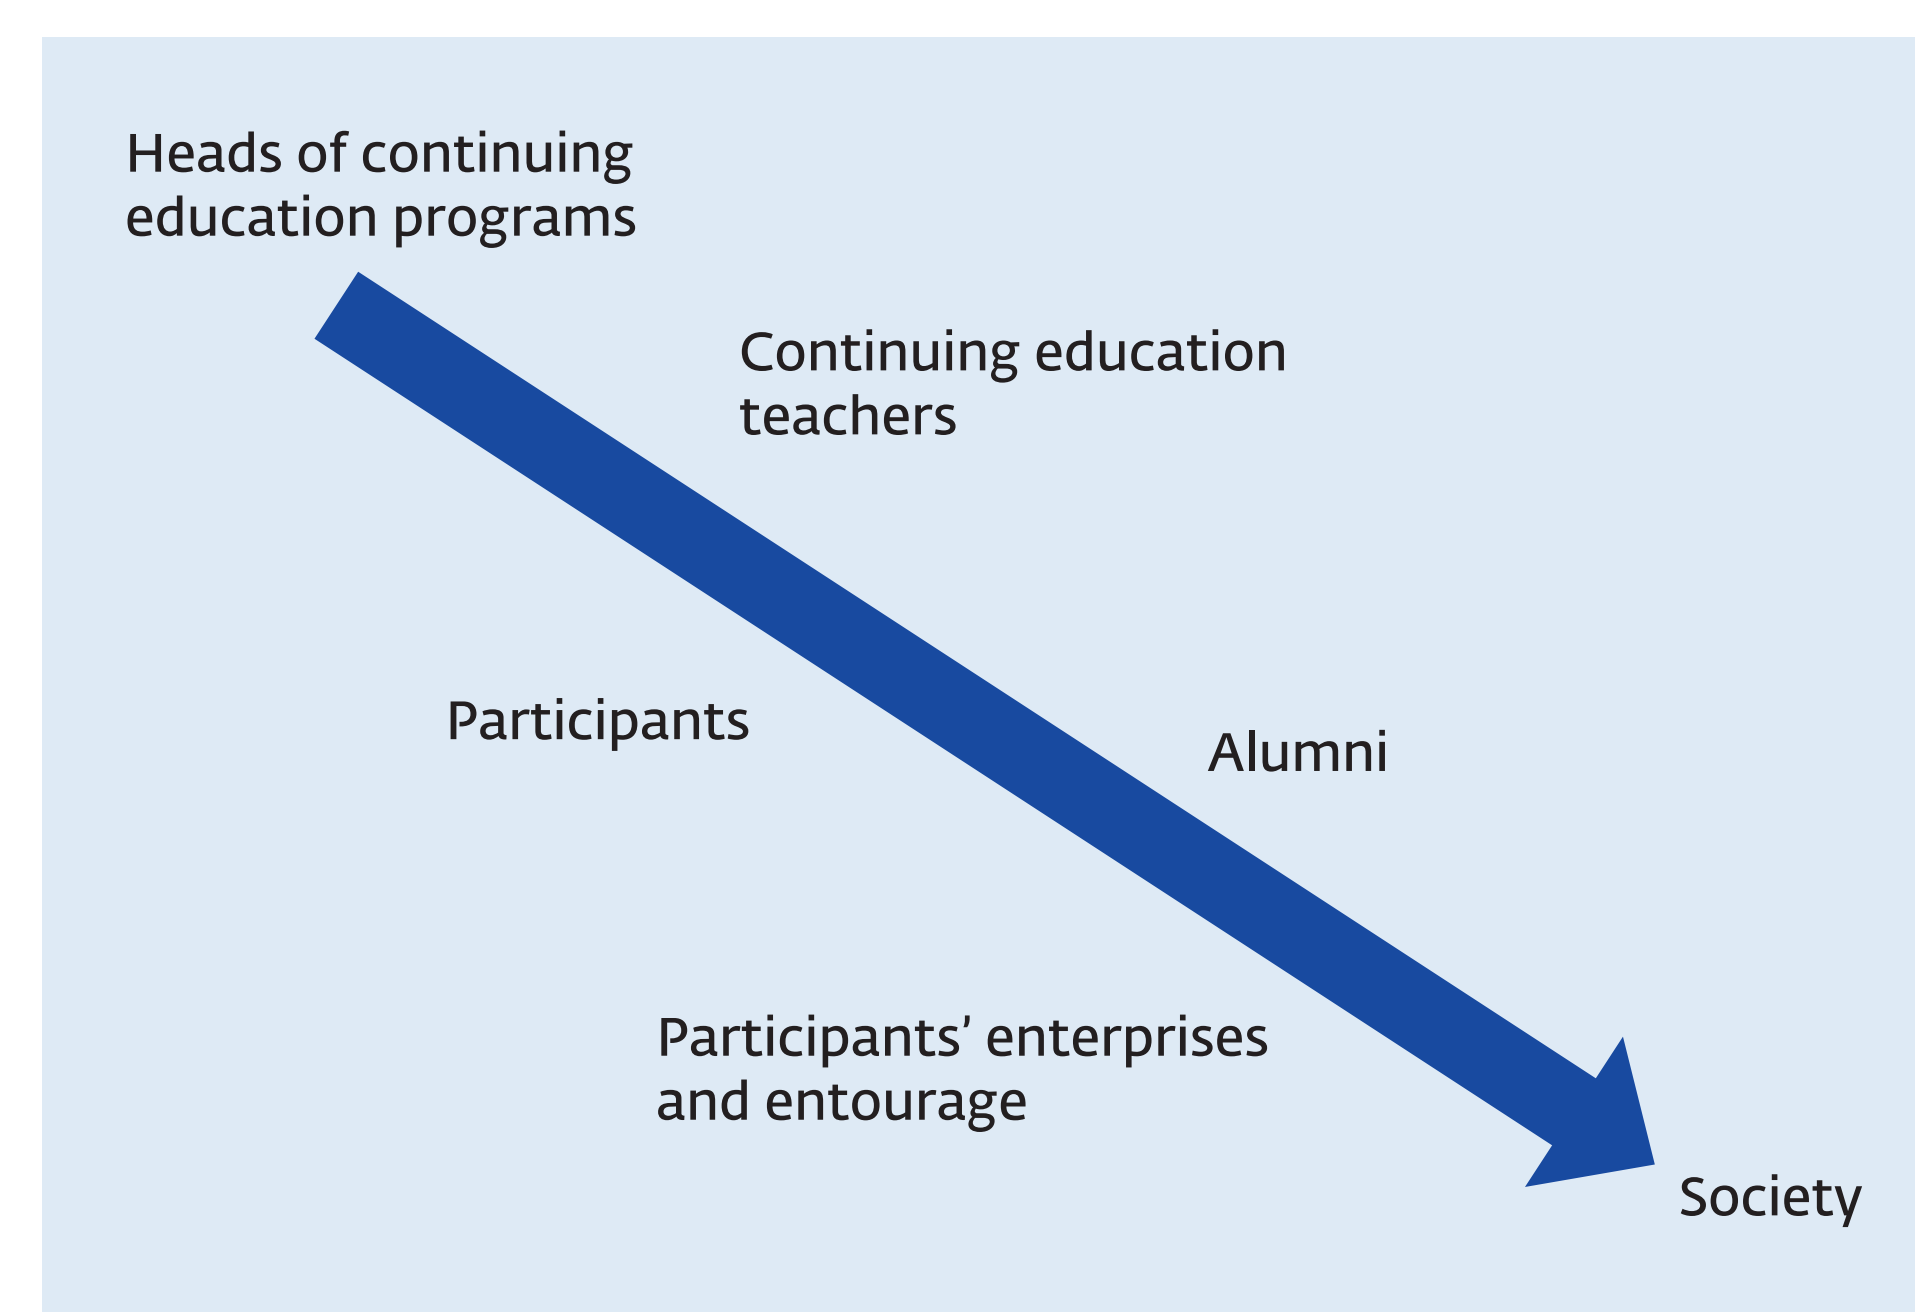 Heads of continuing
education programs
Continuing education
teachers
Participants
Alumni
Participants’ enterprises
and entourage
Society